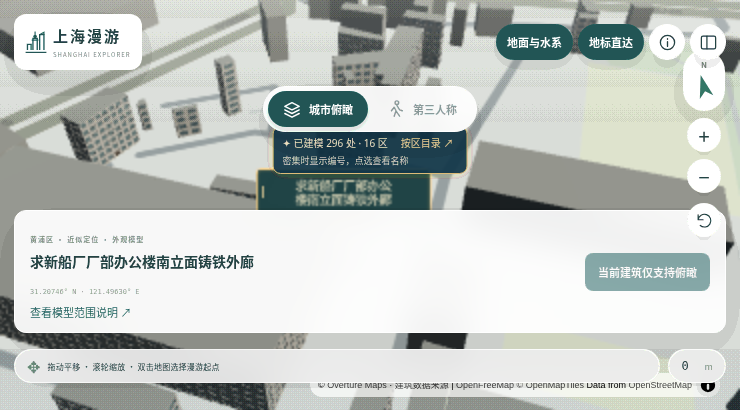 上海漫游
SHANGHAI EXPLORER
地面与水系
地标直达
N
城市俯瞰
第三人称
✦ 已建模 296 处 · 16 区 按区目录 ↗
密集时显示编号，点选查看名称
求新船厂厂部办公
楼南立面铸铁外廊
黄浦区 · 近似定位 · 外观模型
求新船厂厂部办公楼南立面铸铁外廊
31.20746° N · 121.49630° E
查看模型范围说明 ↗
当前建筑仅支持俯瞰
拖动平移 · 滚轮缩放 · 双击地图选择漫游起点
0 m
© Overture Maps · 建筑数据来源 | OpenFreeMap © OpenMapTiles Data from OpenStreetMap